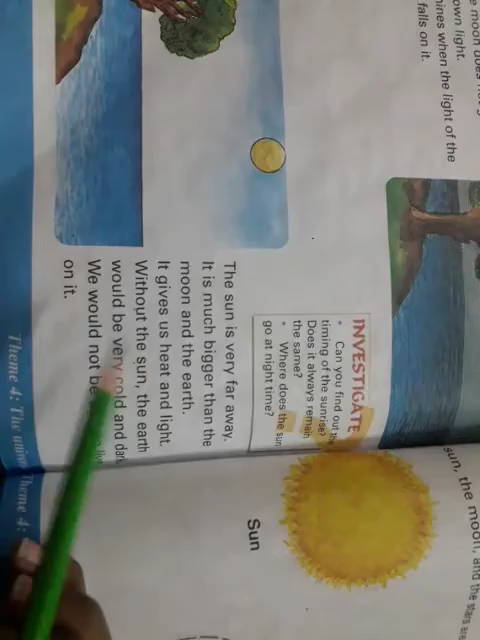 e moon does not g
own light.
hines when the light of the
falls on it.
INVESTIGATE
• Can you find out the
timing of the sunrise?
Does it always remain
the same?
• Where does the sun
go at night time?
The sun is very far away.
It is much bigger than the
moon and the earth.
It gives us heat and light.
Without the sun, the earth
would be very cold and dark
We would not be
on it.
Theme 4: The unive
Theme 4:
sun, the moon, and the stars are
Sun